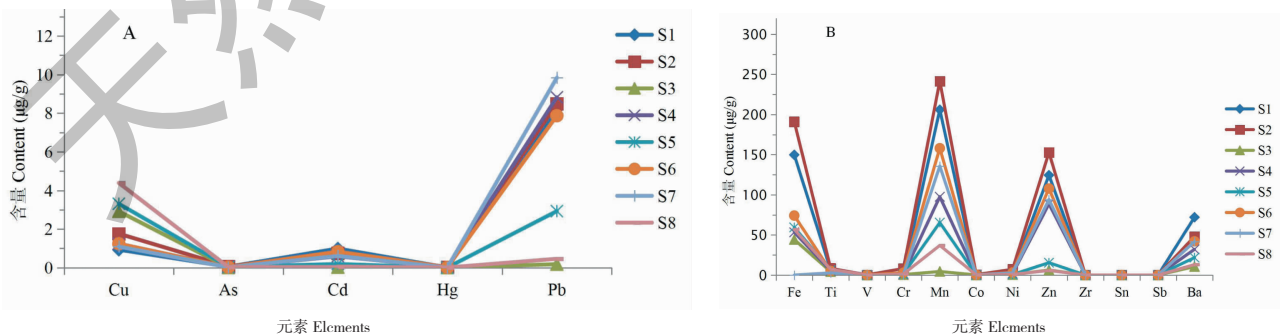 A
含量 Content (μg/g)
12
10
8
6
4
2
0
Cu As Cd Hg Pb
元素 Elcments
S1
S2
S3
S4
S5
S6
S7
S8
B
含量 Content (μg/g)
300
250
200
150
100
50
0
Fe Ti V Cr Mn Co Ni Zn Zr Sn Sb Ba
元素 Elcments
S1
S2
S3
S4
S5
S6
S7
S8